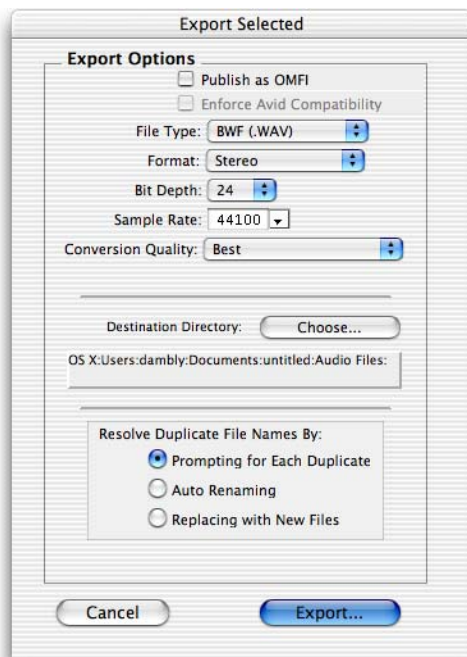 Export Selected
Export Options
Publish as OMFI
Enforce Avid Compatibility
File Type: BWF (.WAV)
Format: Stereo
Bit Depth: 24
Sample Rate: 44100
Conversion Quality: Best
Destination Directory: Choose...
OS X:Users:dambly:Documents:untitled:Audio Files:
Resolve Duplicate File Names By:
Prompting for Each Duplicate
Auto Renaming
Replacing with New Files
Cancel Export...